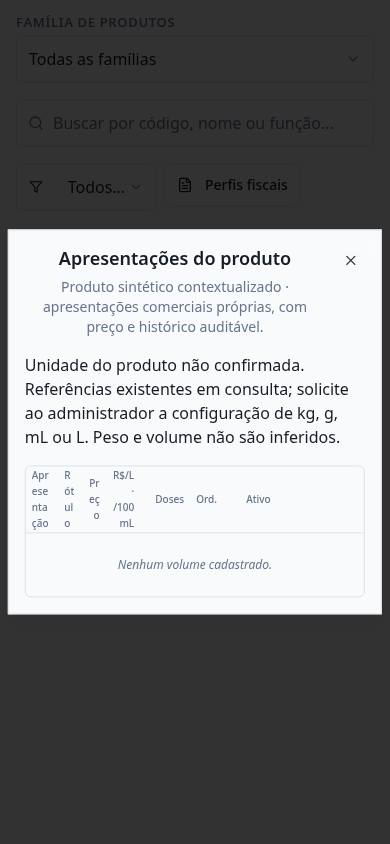 FAMÍLIA DE PRODUTOS
Todas as famílias
Buscar por código, nome ou função...
Todos...
Perfis fiscais
Apresentações do produto
Produto sintético contextualizado ·
apresentações comerciais próprias, com
preço e histórico auditável.
Unidade do produto não confirmada.
Referências existentes em consulta; solicite
ao administrador a configuração de kg, g,
mL ou L. Peso e volume não são inferidos.
Apr
ese
nta
ção
R
ót
ul
o
Pr
eç
o
R$/L
·
/100
mL
Doses
Ord.
Ativo
Nenhum volume cadastrado.